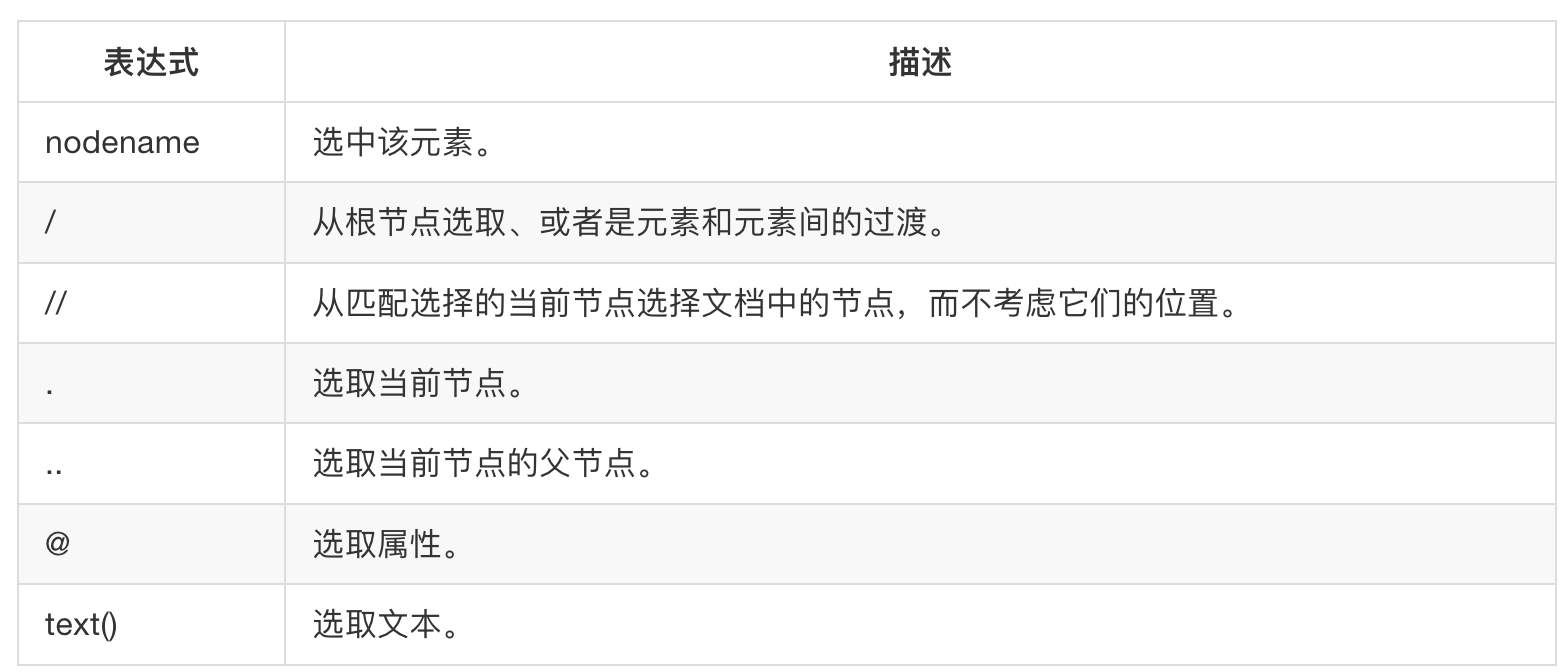 表达式 描述
nodename 选中该元素。
/ 从根节点选取、或者是元素和元素间的过渡。
// 从匹配选择的当前节点选择文档中的节点，而不考虑它们的位置。
. 选取当前节点。
.. 选取当前节点的父节点。
@ 选取属性。
text() 选取文本。